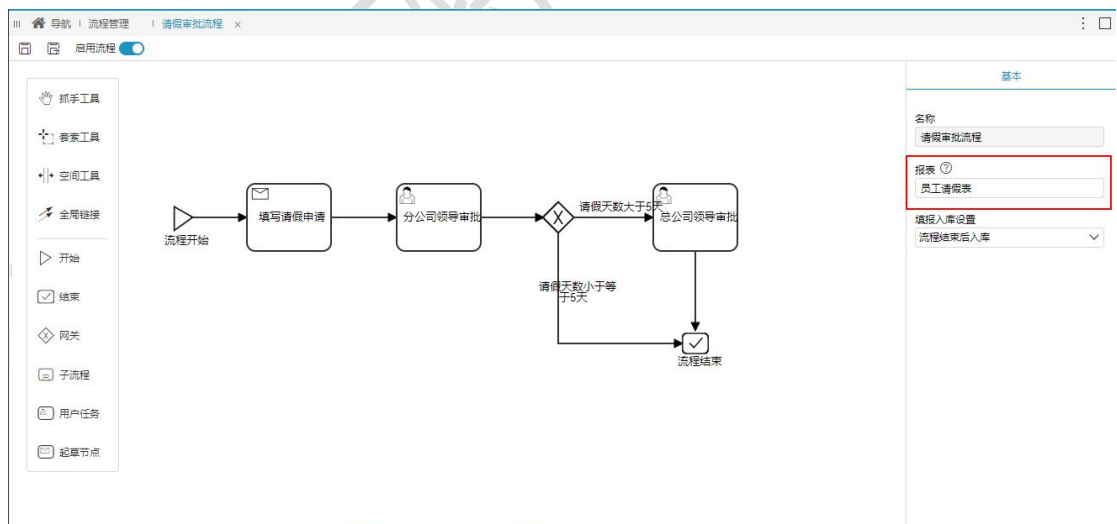 导航
流程管理
请假审批流程 ×
启用流程
抓手工具
套索工具
空间工具
全局链接
开始
结束
网关
子流程
用户任务
起草节点
流程开始
填写请假申请
分公司领导审批
请假天数大于5天
总公司领导审批
请假天数小于等
于5天
流程结束
基本
名称
请假审批流程
报表
员工请假表
填报入库设置
流程结束后入库